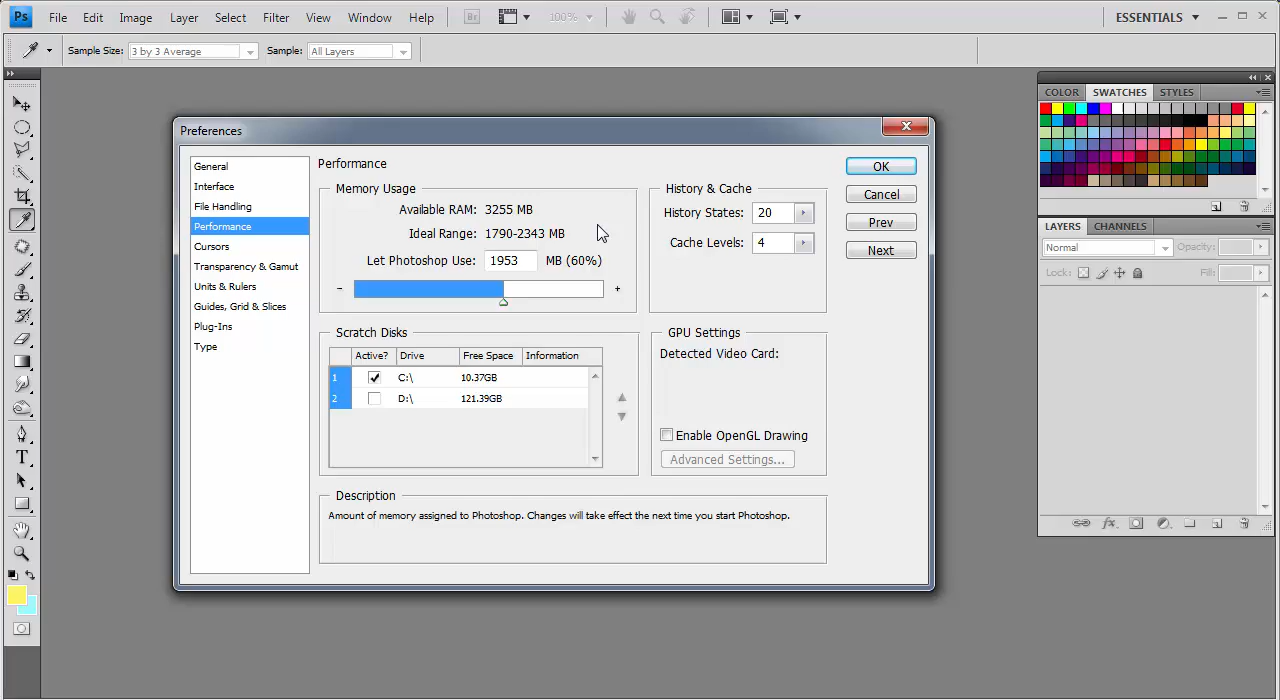 Ps File Edit Image Layer Select Filter View Window Help Br 100% ESSENTIALS
Sample Size: 3 by 3 Average Sample: All Layers
COLOR SWATCHES STYLES
Preferences
General
Interface
File Handling
Performance
Cursors
Transparency & Gamut
Units & Rulers
Guides, Grid & Slices
Plug-Ins
Type
Performance
Memory Usage
Available RAM: 3255 MB
Ideal Range: 1790-2343 MB
Let Photoshop Use: 1953 MB (60%)
- +
History & Cache
History States: 20
Cache Levels: 4
OK
Cancel
Prev
Next
Scratch Disks
Active? Drive Free Space Information
1 C:\ 10.37GB
2 D:\ 121.39GB
GPU Settings
Detected Video Card:
Enable OpenGL Drawing
Advanced Settings...
Description
Amount of memory assigned to Photoshop. Changes will take effect the next time you start Photoshop.
LAYERS CHANNELS
Normal Opacity:
Lock: Fill:
fx
T